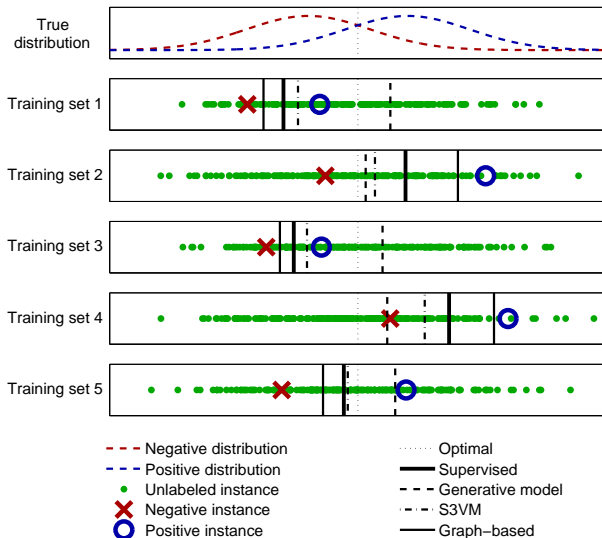 True
distribution
Training set 1
Training set 2
Training set 3
Training set 4
Training set 5
Negative distribution
Positive distribution
Unlabeled instance
Negative instance
Positive instance
Optimal
Supervised
Generative model
S3VM
Graph−based